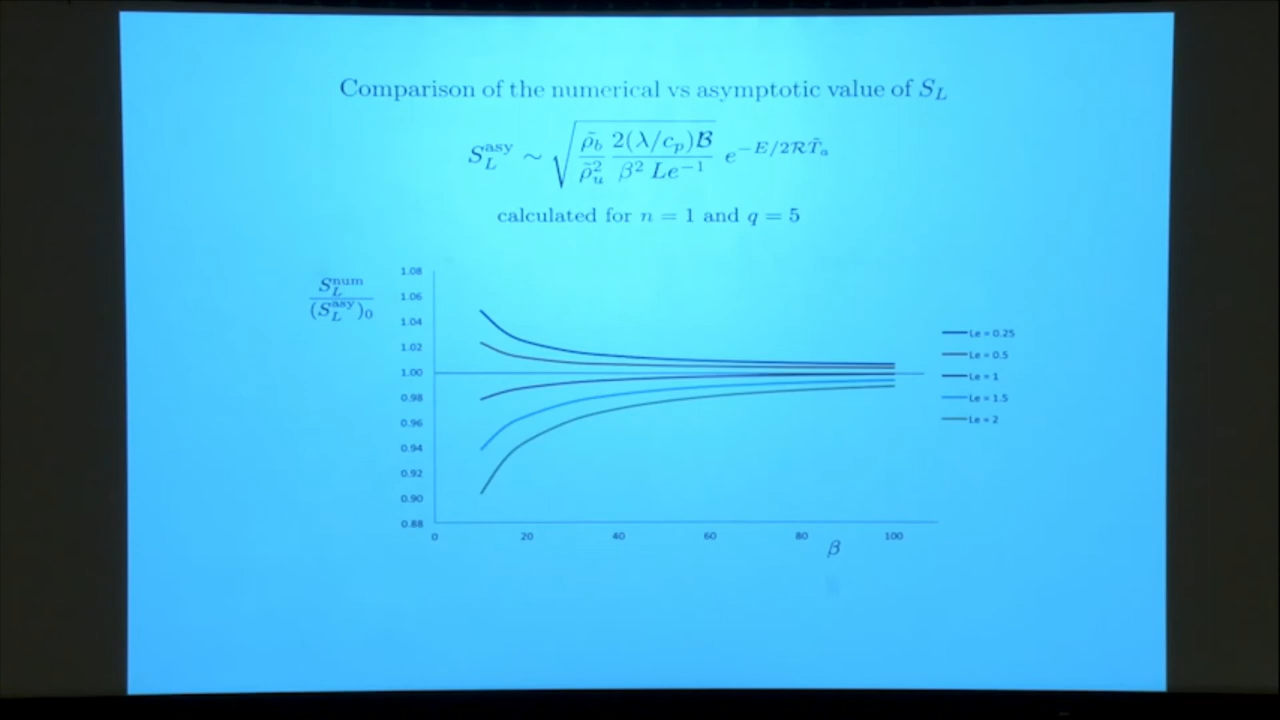 Comparison of the numerical vs asymptotic value of S_L
S_L^asy ∼ √(ρ̃_b/ρ̃_u² 2(λ/c_p)ℬ/β² Le⁻¹) e^(−E/2ℛT̃_a)
calculated for n = 1 and q = 5
S_L^num/(S_L^asy)_0
1.08
1.06
1.04
1.02
1.00
0.98
0.96
0.94
0.92
0.90
0.88
0 20 40 60 80 100
β
Le = 0.25
Le = 0.5
Le = 1
Le = 1.5
Le = 2